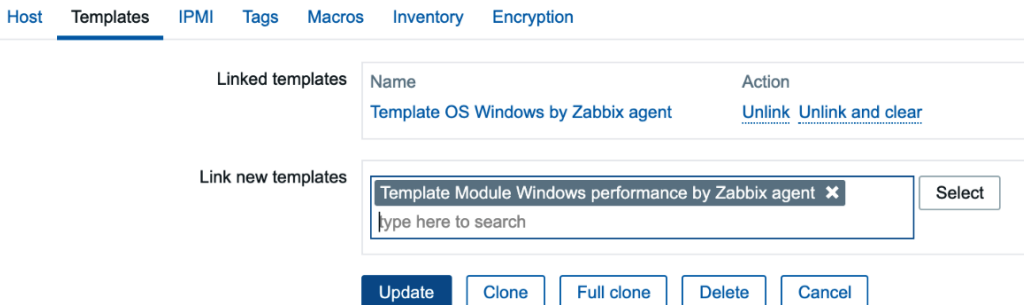 Host Templates IPMI Tags Macros Inventory Encryption
Linked templates Name Action
Template OS Windows by Zabbix agent Unlink Unlink and clear
Link new templates Template Module Windows performance by Zabbix agent ✖ Select
type here to search
Update Clone Full clone Delete Cancel